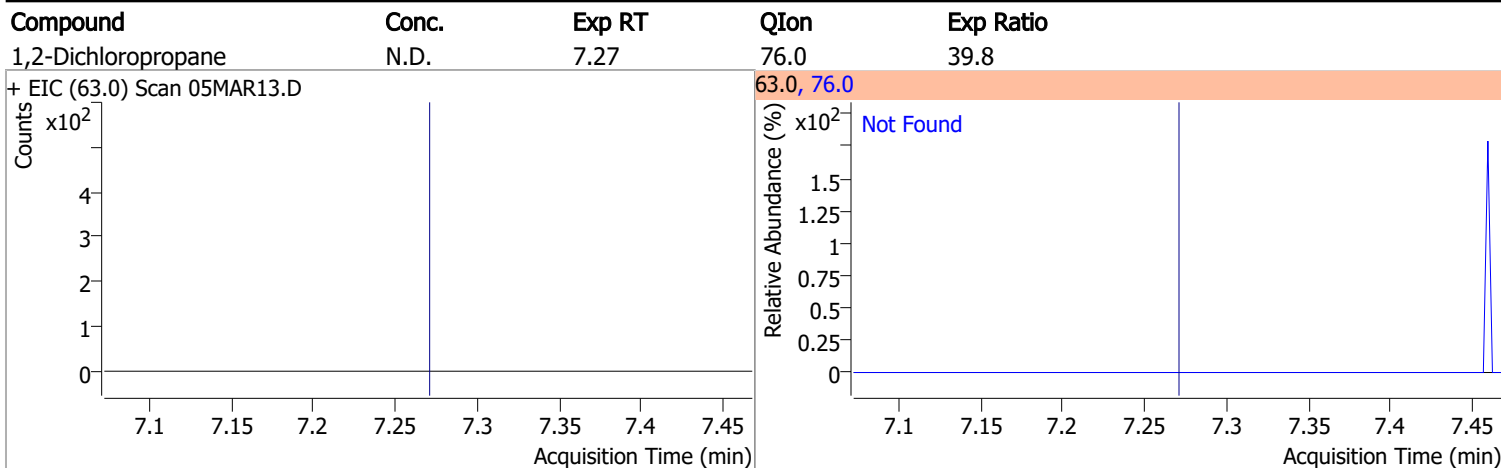 Compound Conc. Exp RT QIon Exp Ratio
1,2-Dichloropropane N.D. 7.27 76.0 39.8
+ EIC (63.0) Scan 05MAR13.D
Counts
x10²
4
3
2
1
0
7.1 7.15 7.2 7.25 7.3 7.35 7.4 7.45
Acquisition Time (min)
63.0, 76.0
Relative Abundance (%)
x10²
Not Found
1.5
1.25
1
0.75
0.5
0.25
0
7.1 7.15 7.2 7.25 7.3 7.35 7.4 7.45
Acquisition Time (min)